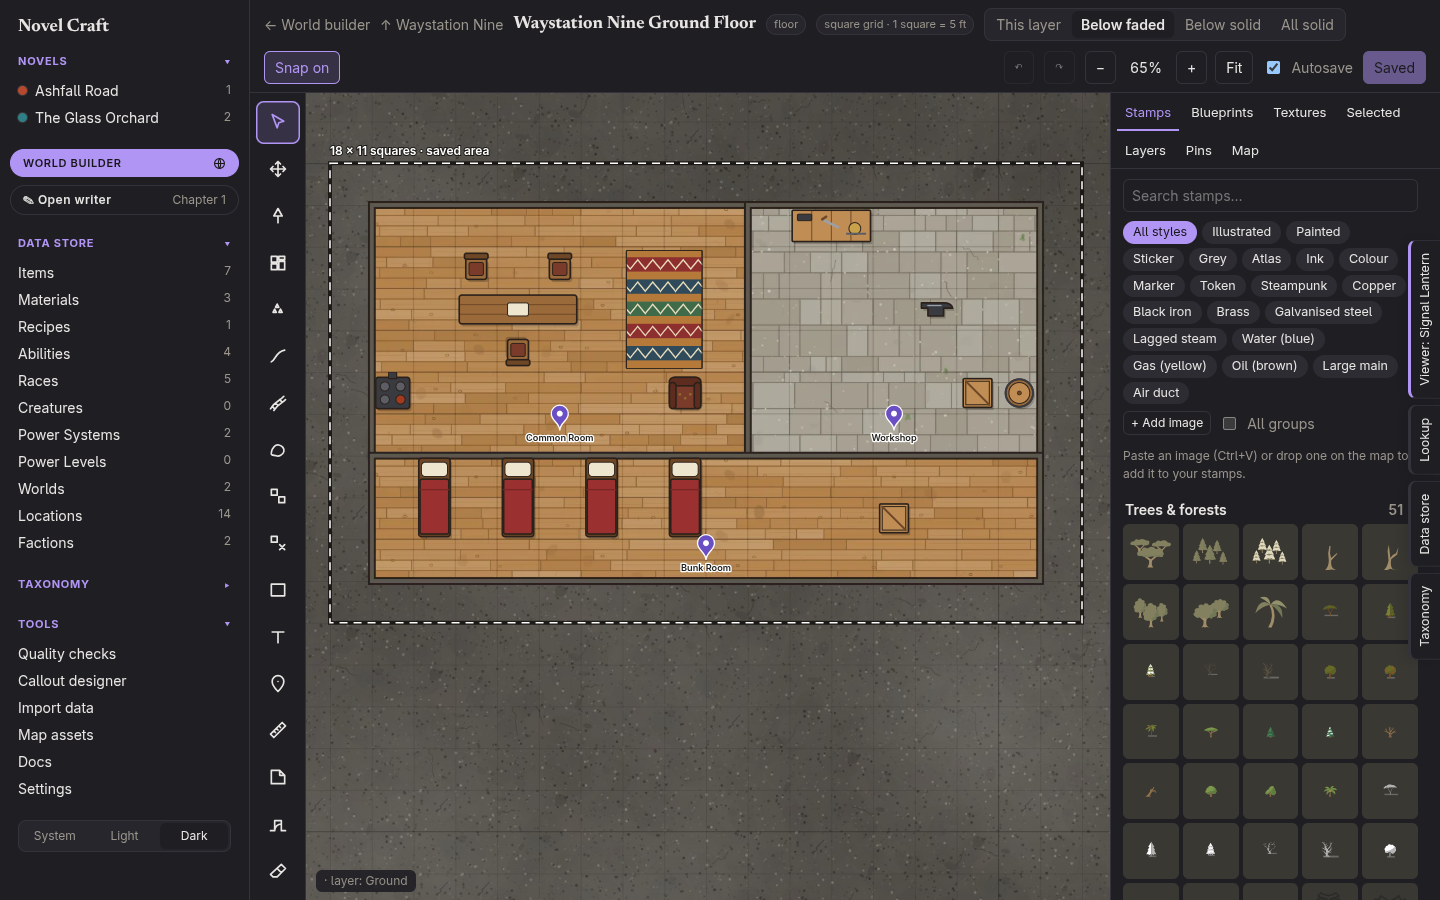 Novel Craft
NOVELS
Ashfall Road 1
The Glass Orchard 2
WORLD BUILDER
Open writer Chapter 1
DATA STORE
Items 7
Materials 3
Recipes 1
Abilities 4
Races 5
Creatures 0
Power Systems 2
Power Levels 0
Worlds 2
Locations 14
Factions 2
TAXONOMY
TOOLS
Quality checks
Callout designer
Import data
Map assets
Docs
Settings
System Light Dark
← World builder ↑ Waystation Nine Waystation Nine Ground Floor floor square grid · 1 square = 5 ft This layer Below faded Below solid All solid
Snap on − 65% + Fit Autosave Saved
18 × 11 squares · saved area
Common Room
Workshop
Bunk Room
· layer: Ground
Stamps Blueprints Textures Selected
Layers Pins Map
Search stamps...
All styles Illustrated Painted
Sticker Grey Atlas Ink Colour
Marker Token Steampunk Copper
Black iron Brass Galvanised steel
Lagged steam Water (blue)
Gas (yellow) Oil (brown) Large main
Air duct
+ Add image All groups
Paste an image (Ctrl+V) or drop one on the map to
add it to your stamps.
Trees & forests 51
Viewer: Signal Lantern
Lookup
Data store
Taxonomy